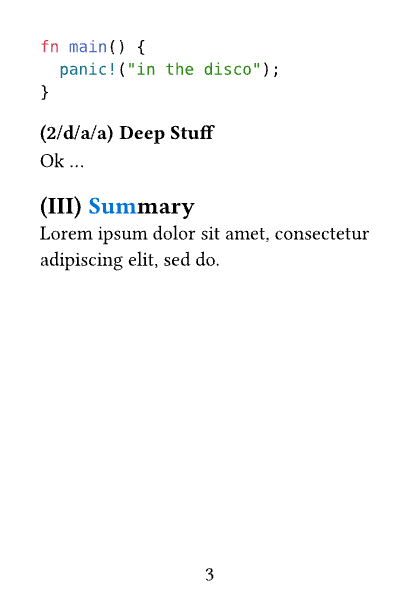 fn main() {
  panic!("in the disco");
}
(2/d/a/a) Deep Stuff
Ok ...
(III) Summary
Lorem ipsum dolor sit amet, consectetur
adipiscing elit, sed do.
3